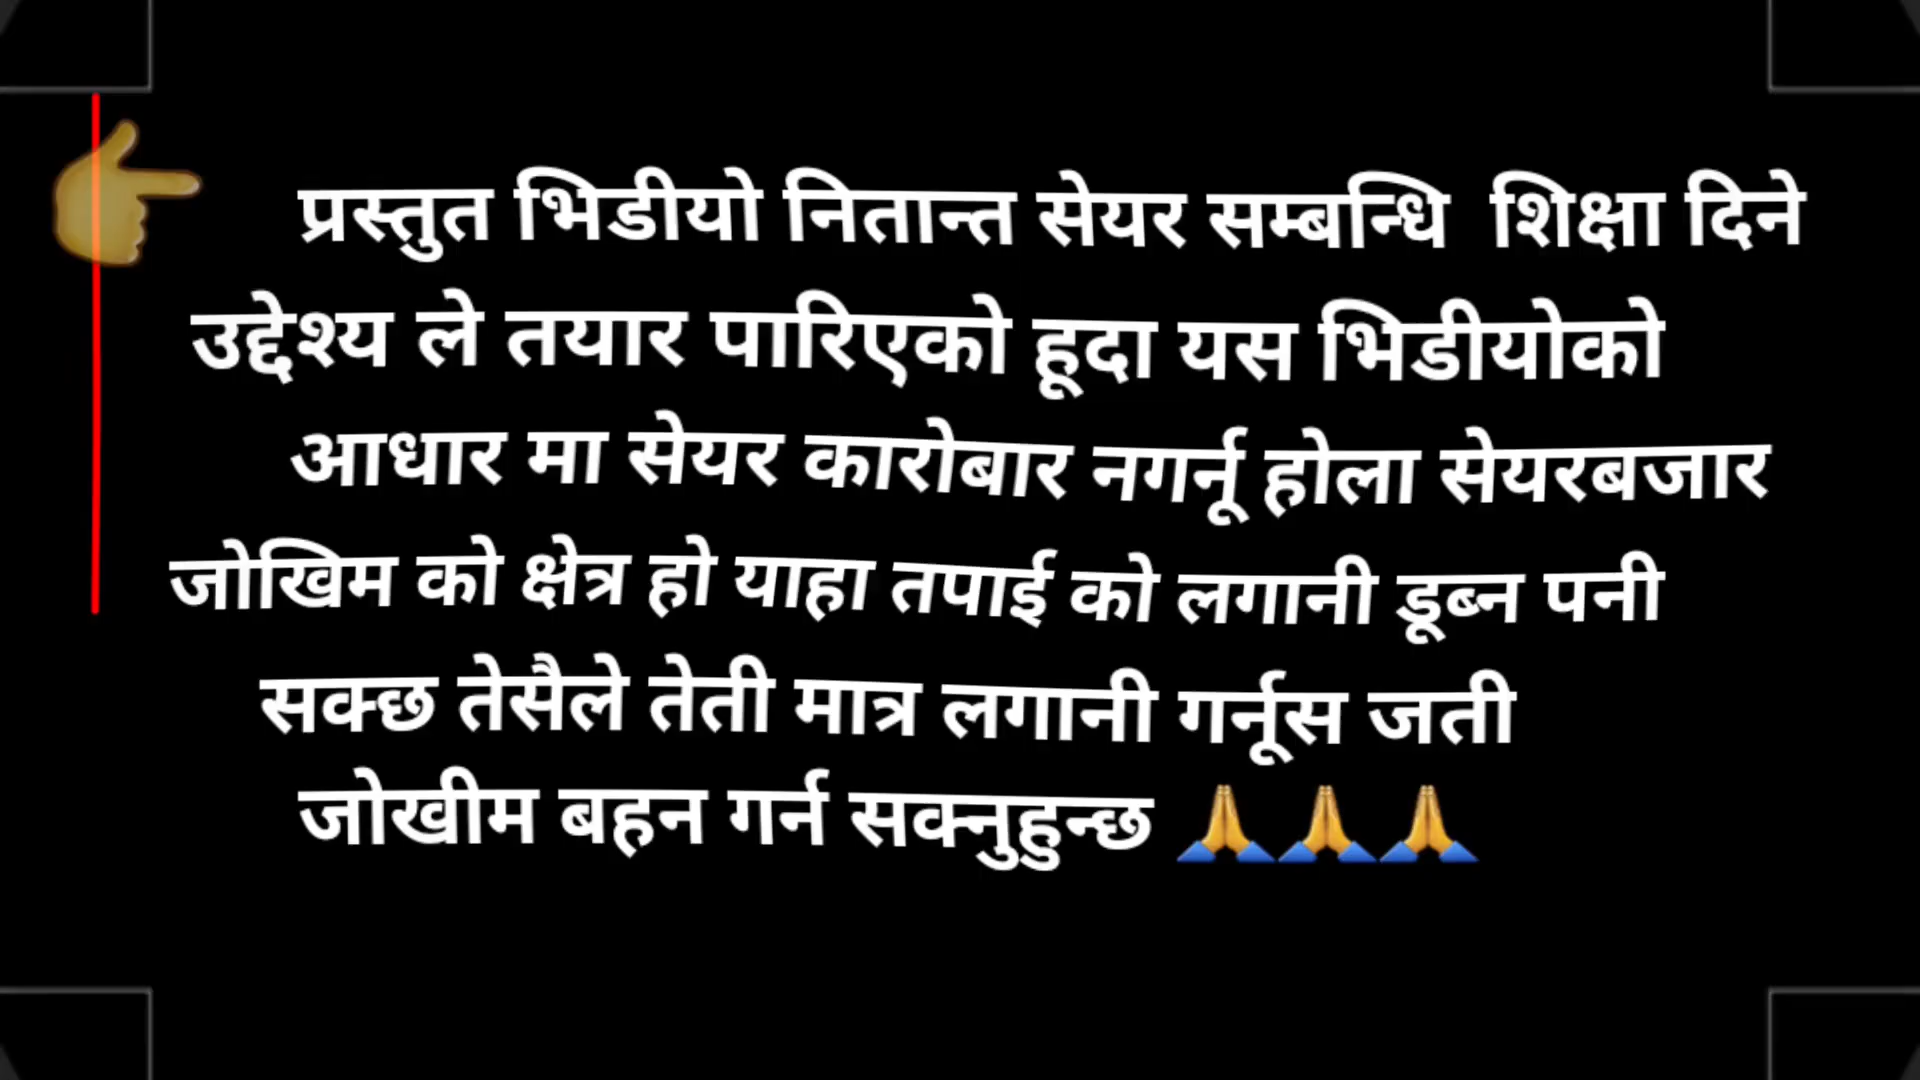 प्रस्तुत भिडीयो नितान्त सेयर सम्बन्धि शिक्षा दिने
उद्देश्य ले तयार पारिएको हूदा यस भिडीयोको
आधार मा सेयर कारोबार नगर्नू होला सेयरबजार
जोखिम को क्षेत्र हो याहा तपाई को लगानी डूब्न पनी
सक्छ तेसैले तेती मात्र लगानी गर्नूस जती
जोखीम बहन गर्न सक्नुहुन्छ 🙏🙏🙏